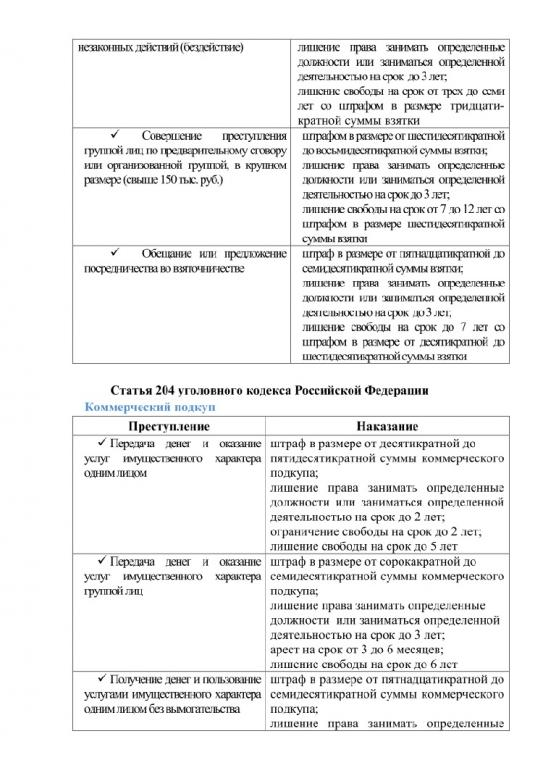 незаконных действий (бездействие)
лишение права занимать определенные
должности или заниматься определенной
деятельностью на срок до 3 лет;
лишение свободы на срок от трех до семи
лет со штрафом в размере тридцати-
кратной суммы взятки
✓ Совершение преступления
группой лиц по предварительному сговору
или организованной группой, в крупном
размере (свыше 150 тыс. руб.)
штрафом в размере от шестидесятикратной
до восьмидесятикратной суммы взятки;
лишение права занимать определенные
должности или заниматься определенной
деятельностью на срок до 3 лет;
лишение свободы на срок от 7 до 12 лет со
штрафом в размере шестидесятикратной
суммы взятки
✓ Обещание или предложение
посредничества во взяточничестве
штраф в размере от пятнадцатикратной до
семидесятикратной суммы взятки;
лишение права занимать определенные
должности или заниматься определенной
деятельностью на срок до 3 лет;
лишение свободы на срок до 7 лет со
штрафом в размере от десятикратной до
шестидесятикратной суммы взятки
Статья 204 уголовного кодекса Российской Федерации
Коммерческий подкуп
Преступление
Наказание
✓ Передача денег и оказание
услуг имущественного характера
одним лицом
штраф в размере от десятикратной до
пятидесятикратной суммы коммерческого
подкупа;
лишение права занимать определенные
должности или заниматься определенной
деятельностью на срок до 2 лет;
ограничение свободы на срок до 2 лет;
лишение свободы на срок до 5 лет
✓ Передача денег и оказание
услуг имущественного характера
группой лиц
штраф в размере от сорокакратной до
семидесятикратной суммы коммерческого
подкупа;
лишение права занимать определенные
должности или заниматься определенной
деятельностью на срок до 3 лет;
арест на срок от 3 до 6 месяцев;
лишение свободы на срок до 6 лет
✓ Получение денег и пользование
услугами имущественного характера
одним лицом без вымогательства
штраф в размере от пятнадцатикратной до
семидесятикратной суммы коммерческого
подкупа;
лишение права занимать определенные